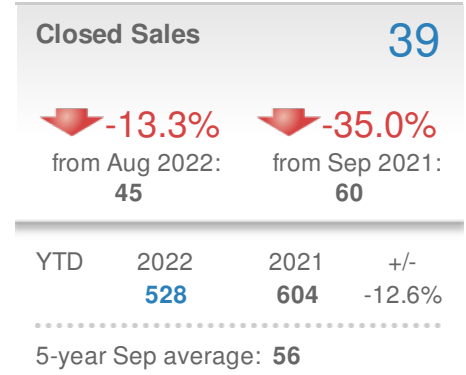 Closed Sales 39
-13.3% -35.0%
from Aug 2022: from Sep 2021:
45 60
YTD 2022 2021 +/-
528 604 -12.6%
5-year Sep average: 56